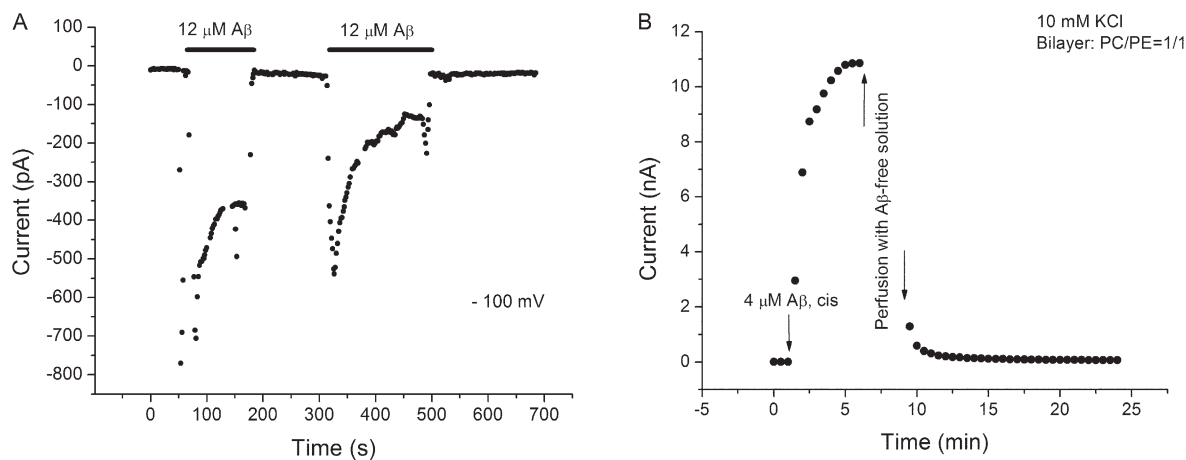 A
12 μM Aβ
12 μM Aβ
100
0
-100
-200
-300
-400
-500
-600
-700
-800
Current (pA)
- 100 mV
0 100 200 300 400 500 600 700
Time (s)
B
10 mM KCl
Bilayer: PC/PE=1/1
12
10
8
6
4
2
0
Current (nA)
4 μM Aβ, cis
Perfusion with Aβ-free solution
-5 0 5 10 15 20 25
Time (min)